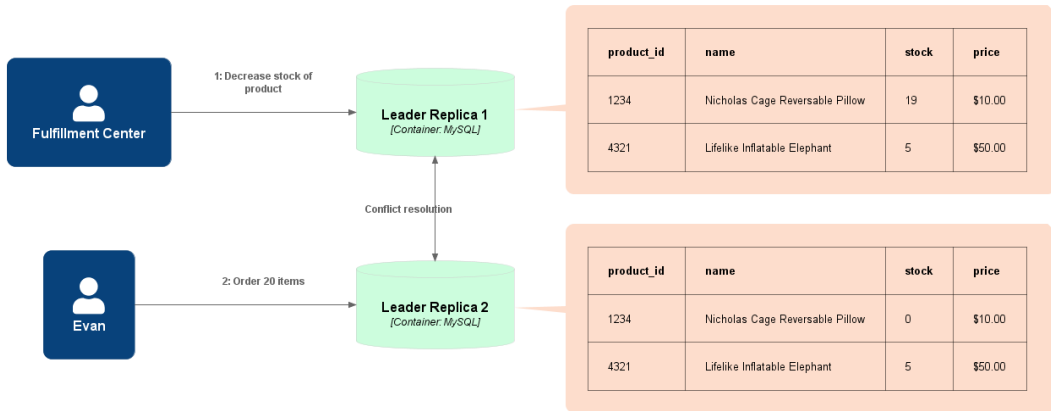 Fulfillment Center
1: Decrease stock of
product
Leader Replica 1
[Container: MySQL]
product_id name stock price
1234 Nicholas Cage Reversable Pillow 19 $10.00
4321 Lifelike Inflatable Elephant 5 $50.00
Conflict resolution
Evan
2: Order 20 items
Leader Replica 2
[Container: MySQL]
product_id name stock price
1234 Nicholas Cage Reversable Pillow 0 $10.00
4321 Lifelike Inflatable Elephant 5 $50.00